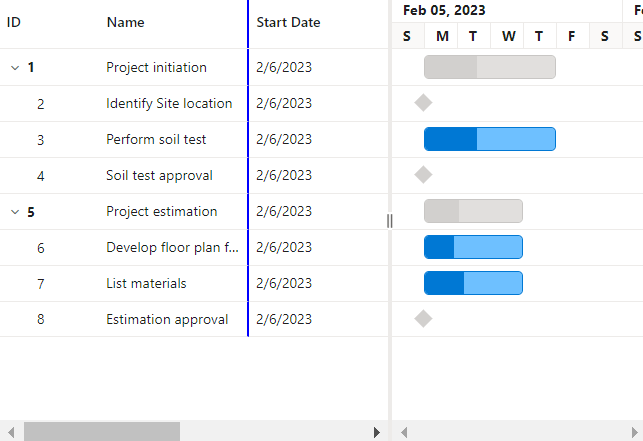 Feb 05, 2023
ID Name Start Date S M T W T F S S
1 Project initiation 2/6/2023
2 Identify Site location 2/6/2023
3 Perform soil test 2/6/2023
4 Soil test approval 2/6/2023
5 Project estimation 2/6/2023
6 Develop floor plan f... 2/6/2023
7 List materials 2/6/2023
8 Estimation approval 2/6/2023